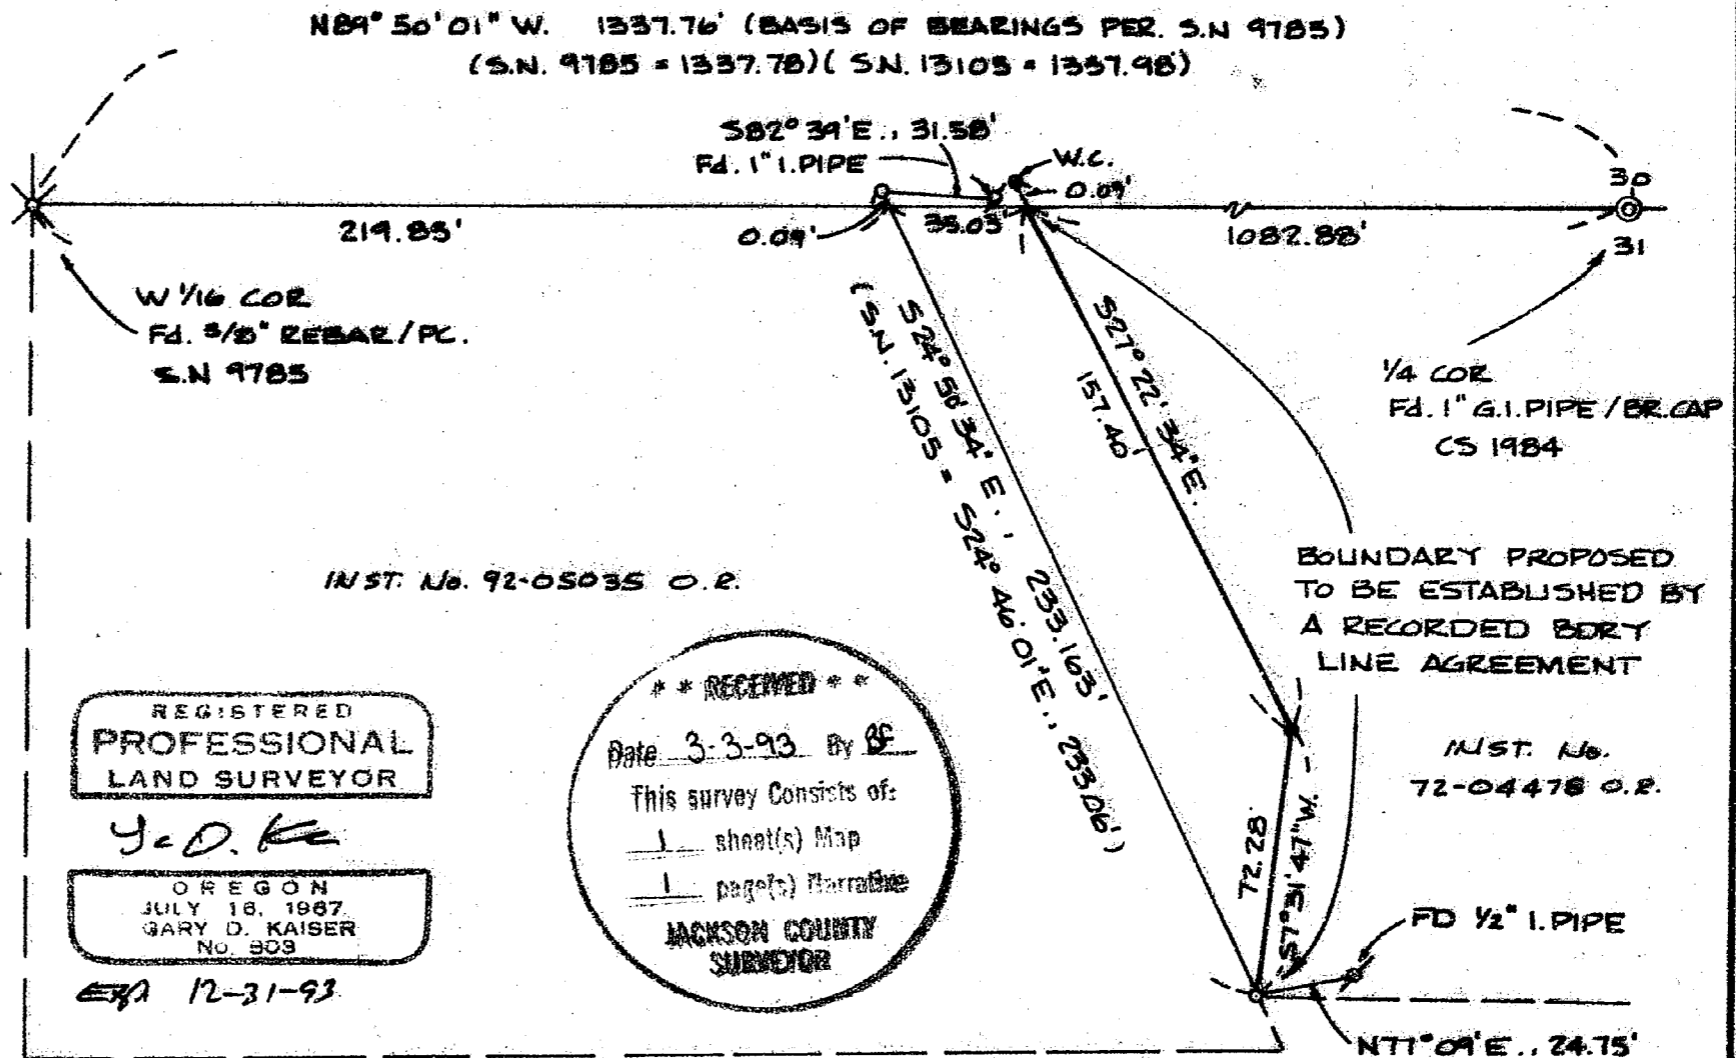 N89° 50' 01" W. 1337.76' (BASIS OF BEARINGS PER. S.N 9785)
(S.N. 9785 = 1337.78)( S.N. 13105 = 1337.98')
S82° 39' E., 31.58'
Fd. 1" I.PIPE
W.C.
0.09'
30
219.85'
0.09'
35.03'
1082.88'
31
W 1/16 COR
Fd. 5/8" REBAR/PC.
S.N 9785
1/4 COR
Fd. 1" G.I.PIPE/BR.CAP
CS 1984
S24° 50' 34" E., 233.163'
(S.N. 13105 = S24° 46' 01" E., 233.06')
S27° 22' 34" E.
157.40'
BOUNDARY PROPOSED
TO BE ESTABLISHED BY
A RECORDED BDRY
LINE AGREEMENT
INST. No. 92-05035 O.R.
INST. No.
72-04478 O.R.
72.28
S7° 31' 47" W.
FD 1/2" I.PIPE
N77° 09' E., 24.75'
REGISTERED
PROFESSIONAL
LAND SURVEYOR
OREGON
JULY 16, 1967
GARY D. KAISER
No. 803
EXP 12-31-93
* * RECEIVED * *
Date 3-3-93 By BF
This survey Consists of:
1 sheet(s) Map
1 page(s) Narrative
JACKSON COUNTY
SURVEYOR